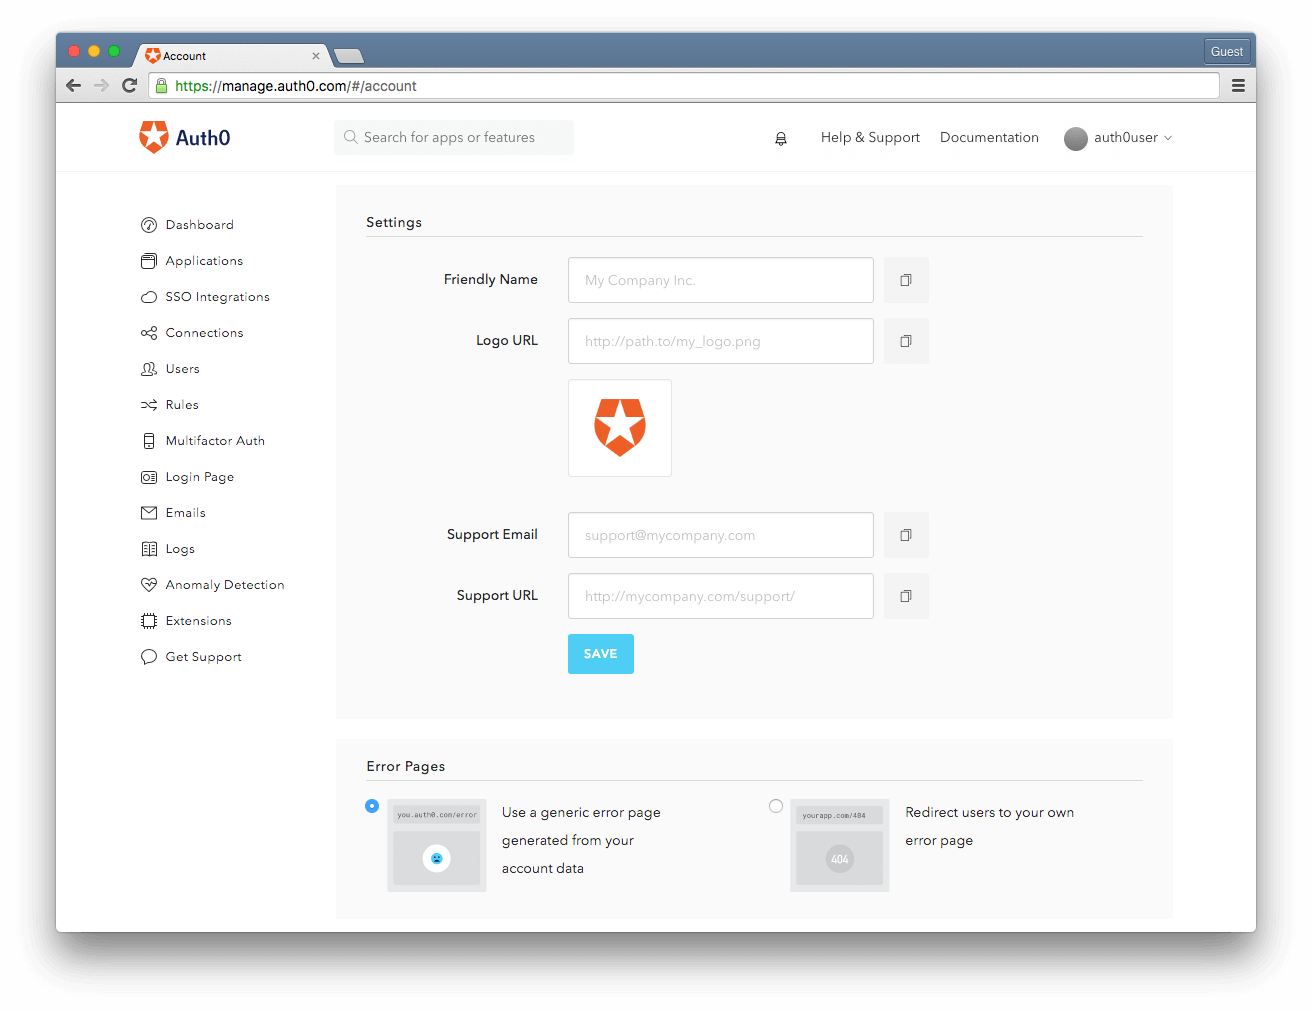 Account
Guest
https://manage.auth0.com/#/account
Auth0
Search for apps or features
Help & Support
Documentation
auth0user
Dashboard
Applications
SSO Integrations
Connections
Users
Rules
Multifactor Auth
Login Page
Emails
Logs
Anomaly Detection
Extensions
Get Support
Settings
Friendly Name
My Company Inc.
Logo URL
http://path.to/my_logo.png
Support Email
support@mycompany.com
Support URL
http://mycompany.com/support/
SAVE
Error Pages
you.auth0.com/error
Use a generic error page
generated from your
account data
yourapp.com/404
404
Redirect users to your own
error page